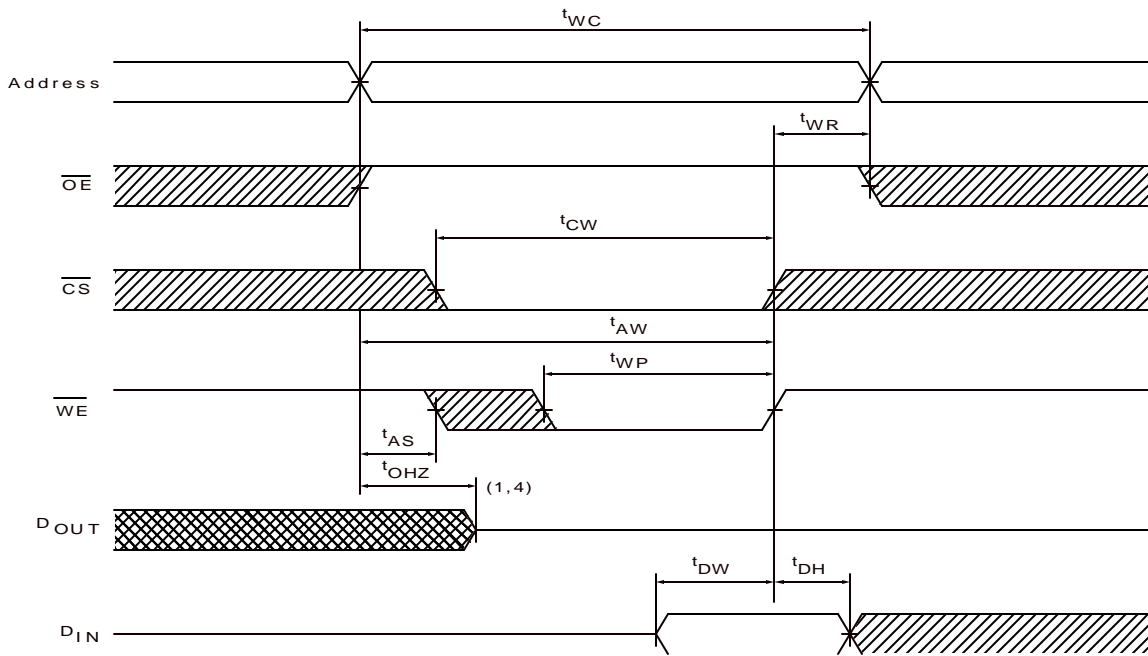 tWC
Address
tWR
OE
tCW
CS
tAW
tWP
WE
tAS
tOHZ
(1,4)
DOUT
tDW
tDH
DIN